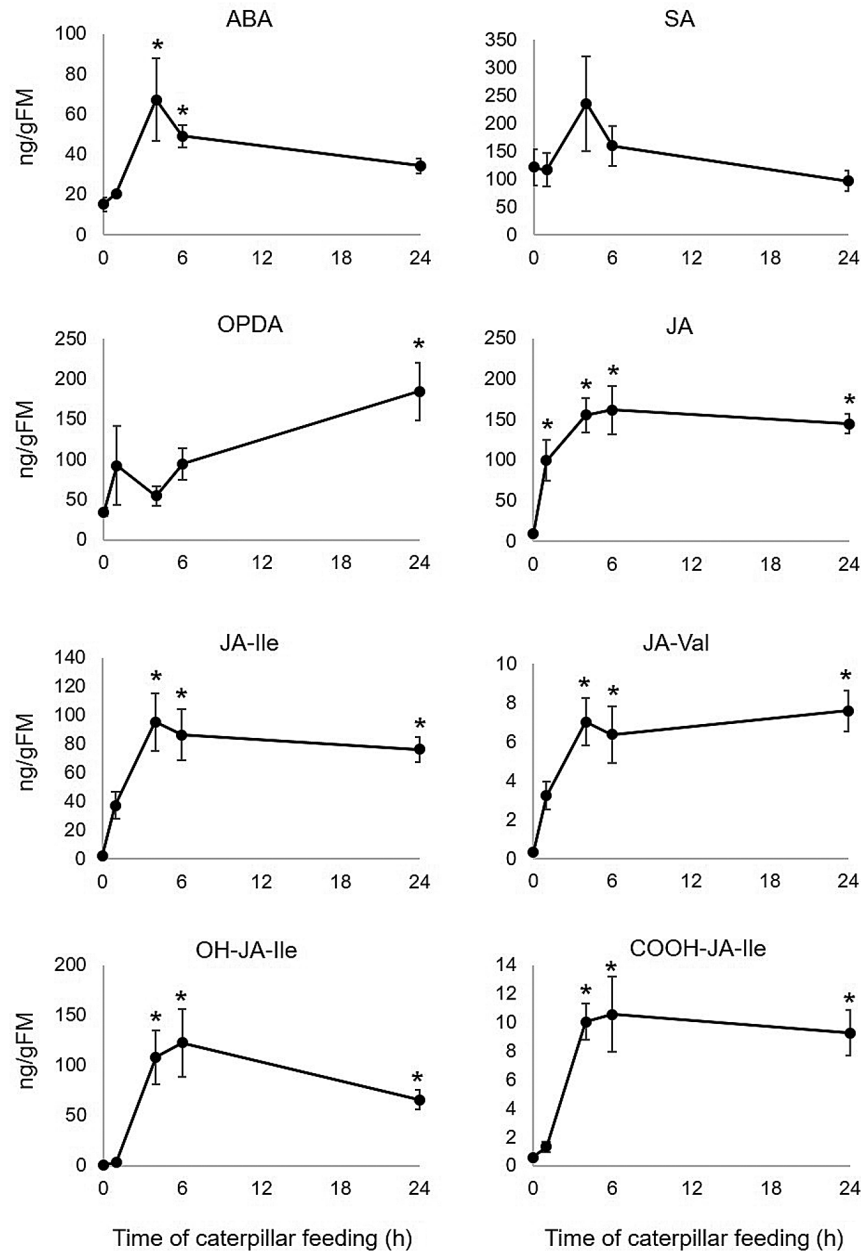 ABA
100
80
60
40
20
0
ng/gFM
* *
0 6 12 18 24
SA
350
300
250
200
150
100
50
0
0 6 12 18 24
OPDA
250
200
150
100
50
0
ng/gFM
*
0 6 12 18 24
JA
250
200
150
100
50
0
* * * *
0 6 12 18 24
JA-Ile
140
120
100
80
60
40
20
0
ng/gFM
* * *
0 6 12 18 24
JA-Val
10
8
6
4
2
0
* * *
0 6 12 18 24
OH-JA-Ile
200
150
100
50
0
ng/gFM
* * *
0 6 12 18 24
Time of caterpillar feeding (h)
COOH-JA-Ile
14
12
10
8
6
4
2
0
* * *
0 6 12 18 24
Time of caterpillar feeding (h)